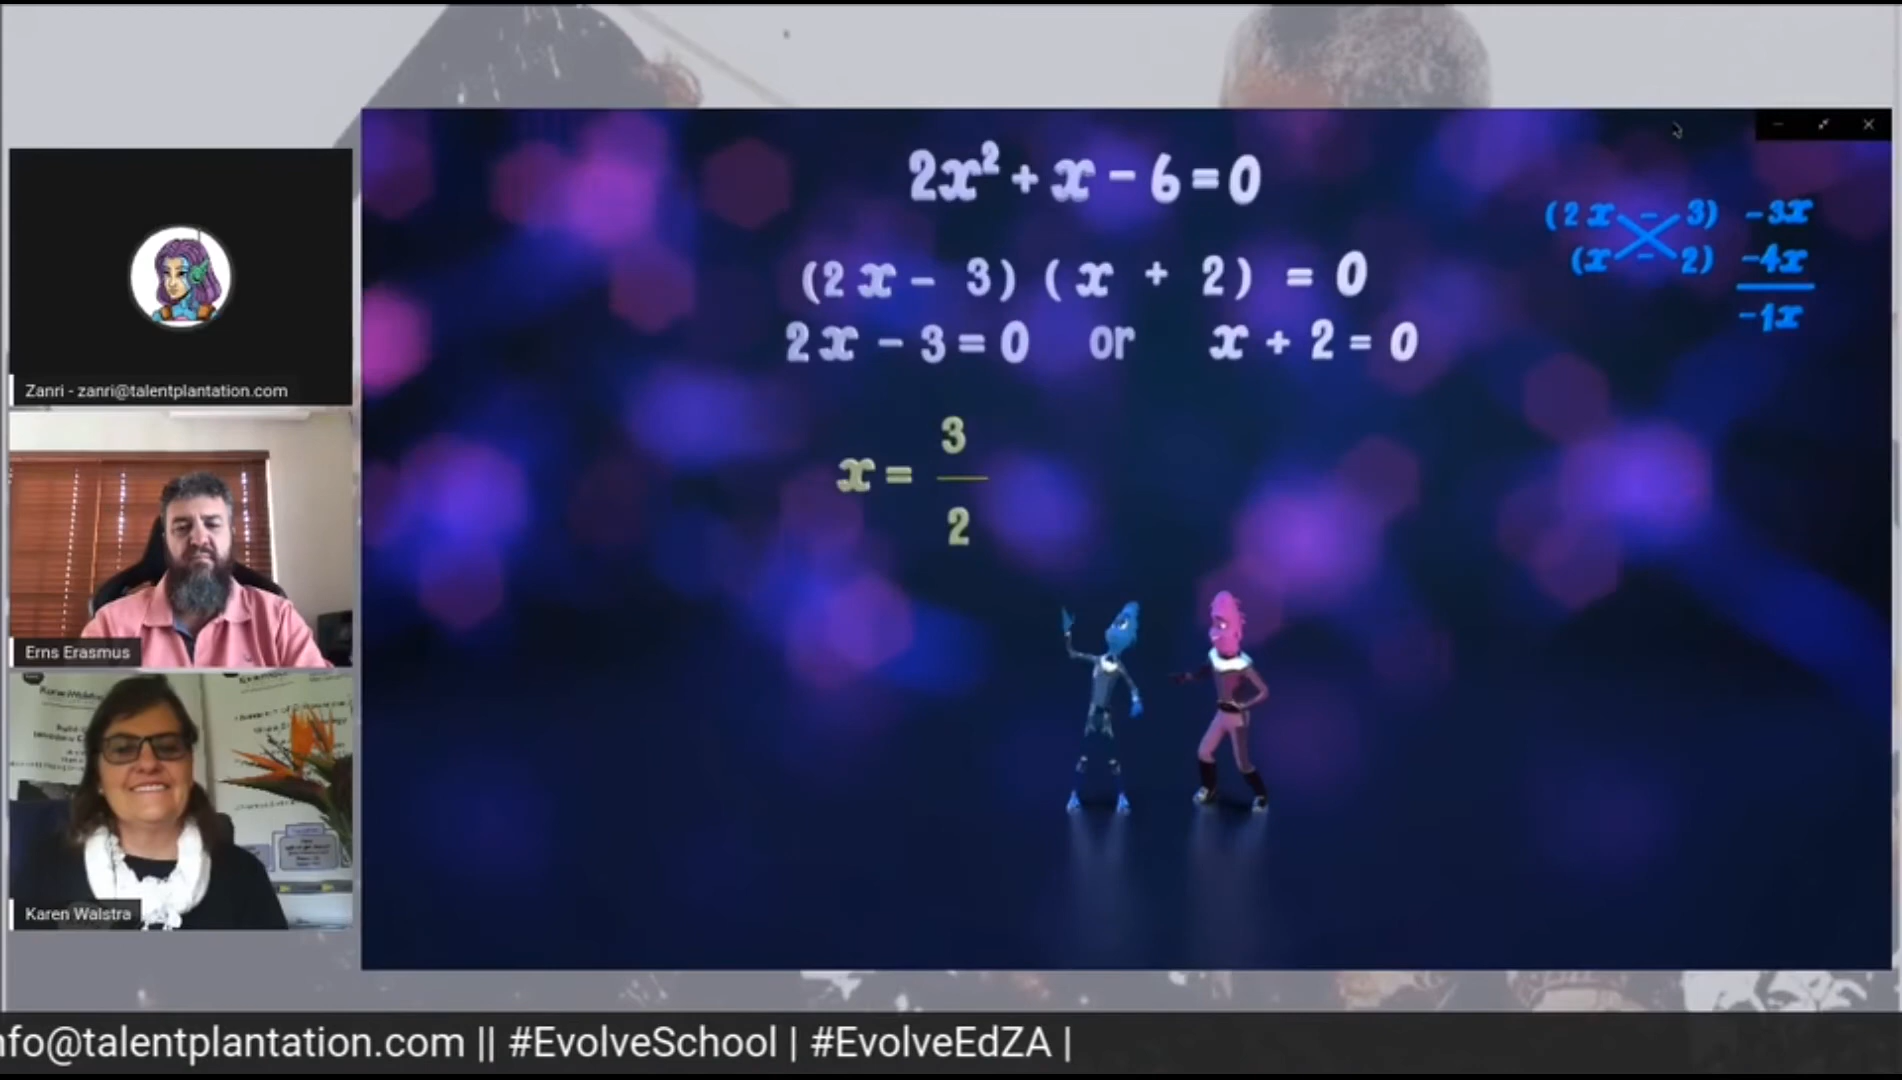 2x² + x - 6 = 0
(2x - 3) (x + 2) = 0
2x - 3 = 0 or x + 2 = 0
x = 3/2
(2x - 3) -3x
(x - 2) -4x
-1x
Zanri - zanri@talentplantation.com
Erns Erasmus
Karen Walstra
nfo@talentplantation.com || #EvolveSchool | #EvolveEdZA |